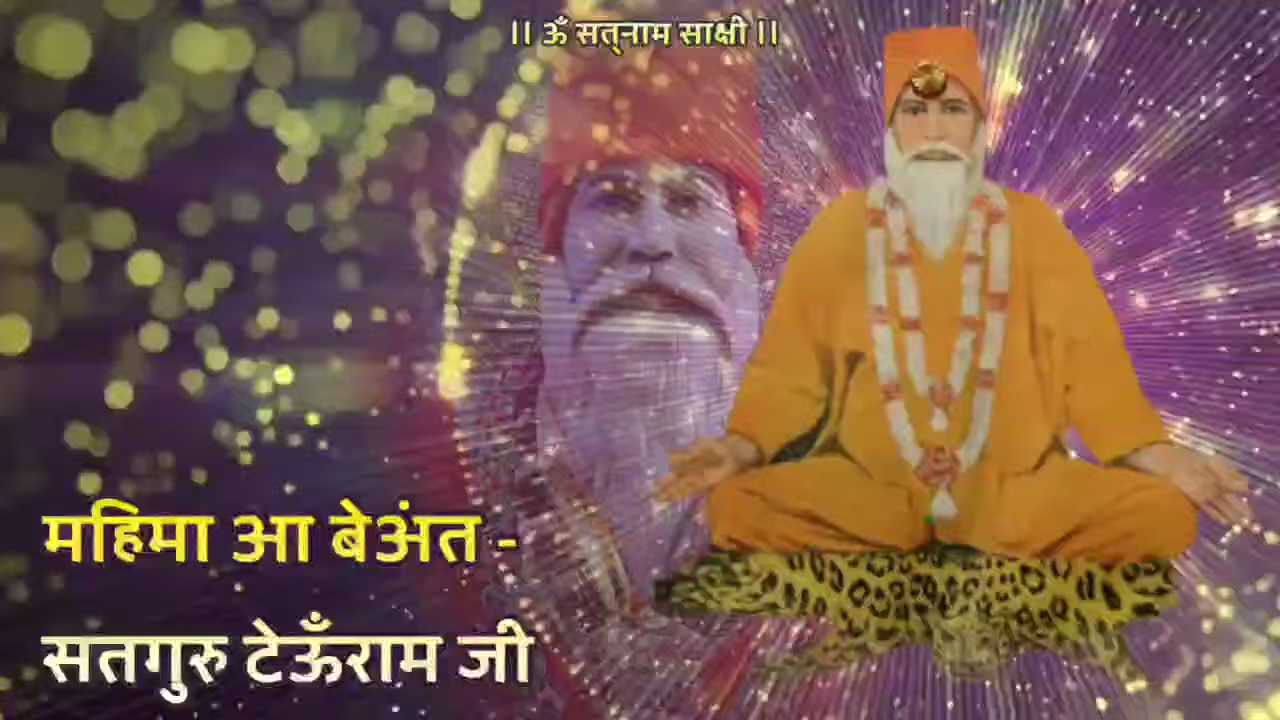 ।। ॐ सत्नाम साक्षी ।।
महिमा आ बेअंत -
सतगुरु टेऊँराम जी